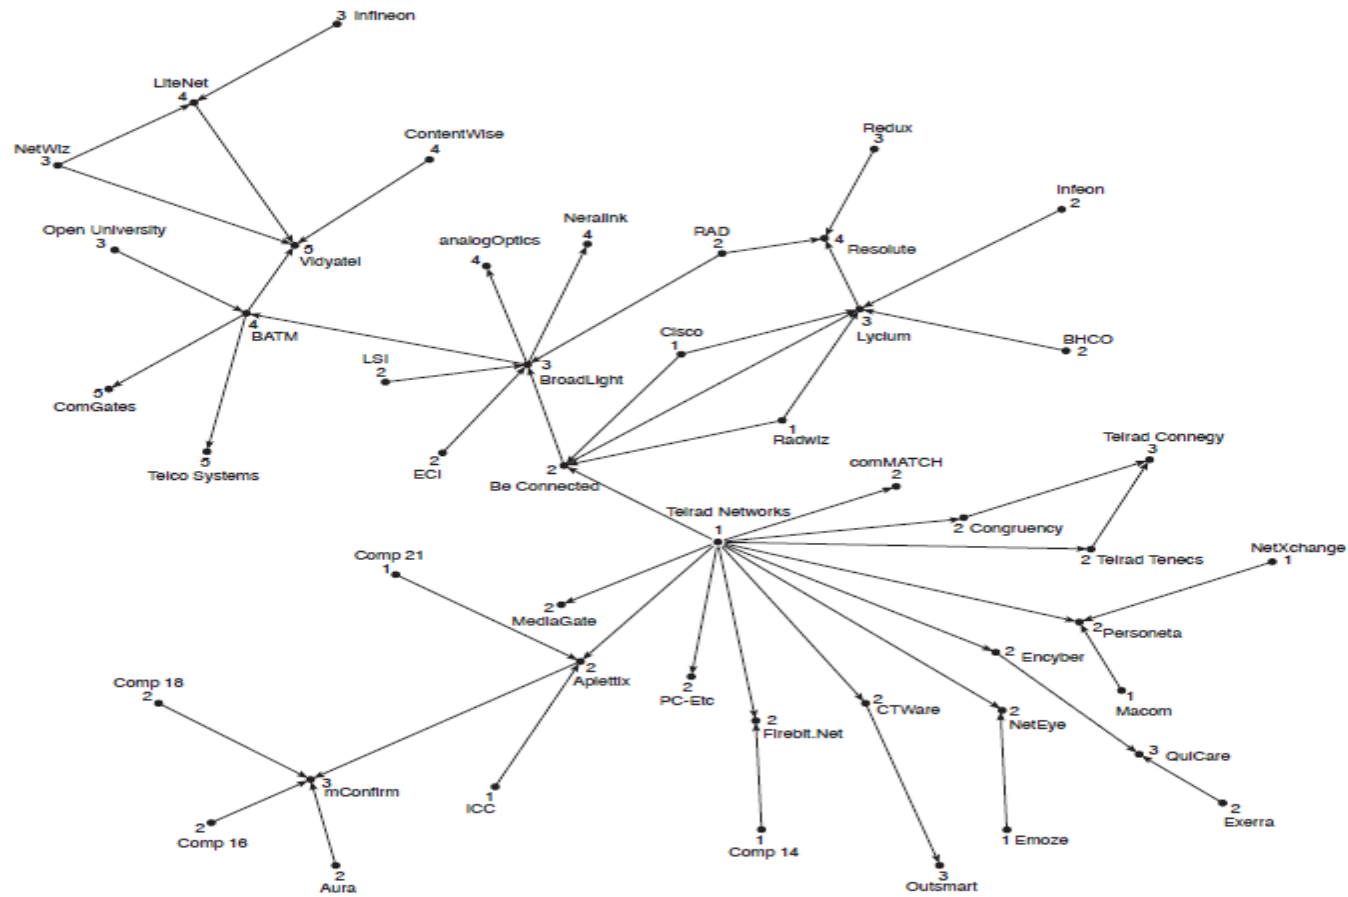 3 Infineon
LiteNet
4
ContentWise
4
NetWiz
3
Redux
3
Infeon
2
Open University
3
Neralink
4
analogOptics
4
RAD
2
4
Resolute
5
Vidyatel
4
BATM
Cisco
1
3
Lycium
BHCO
2
LSI
2
3
BroadLight
5
ComGates
5
Telco Systems
2
ECI
1
Radwiz
2
Be Connected
comMATCH
2
Telrad Connegy
3
Telrad Networks
1
2 Congruency
2 Telrad Tenecs
NetXchange
1
Comp 21
1
2
MediaGate
2
Personeta
2
Aplettix
2 Encyber
Comp 18
2
2
PC-Etc
2
Firebit.Net
2
CTWare
2
NetEye
1
Macom
3
QuiCare
3
mConfirm
1
ICC
2
Exerra
2
Comp 16
1
Comp 14
1 Emoze
2
Aura
3
Outsmart